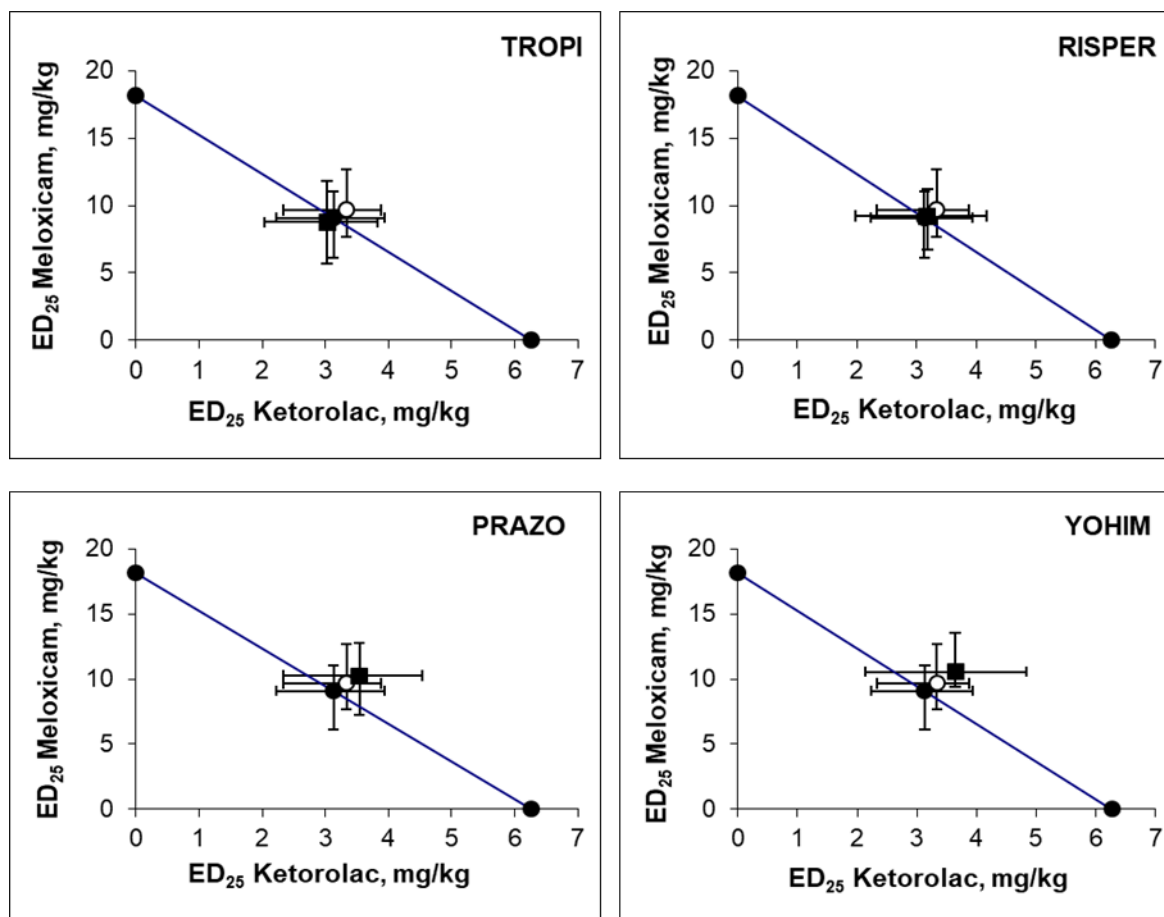 TROPI
20
15
10
5
0
0 1 2 3 4 5 6 7
ED₂₅ Meloxicam, mg/kg
ED₂₅ Ketorolac, mg/kg
RISPER
20
15
10
5
0
0 1 2 3 4 5 6 7
ED₂₅ Meloxicam, mg/kg
ED₂₅ Ketorolac, mg/kg
PRAZO
20
15
10
5
0
0 1 2 3 4 5 6 7
ED₂₅ Meloxicam, mg/kg
ED₂₅ Ketorolac, mg/kg
YOHIM
20
15
10
5
0
0 1 2 3 4 5 6 7
ED₂₅ Meloxicam, mg/kg
ED₂₅ Ketorolac, mg/kg